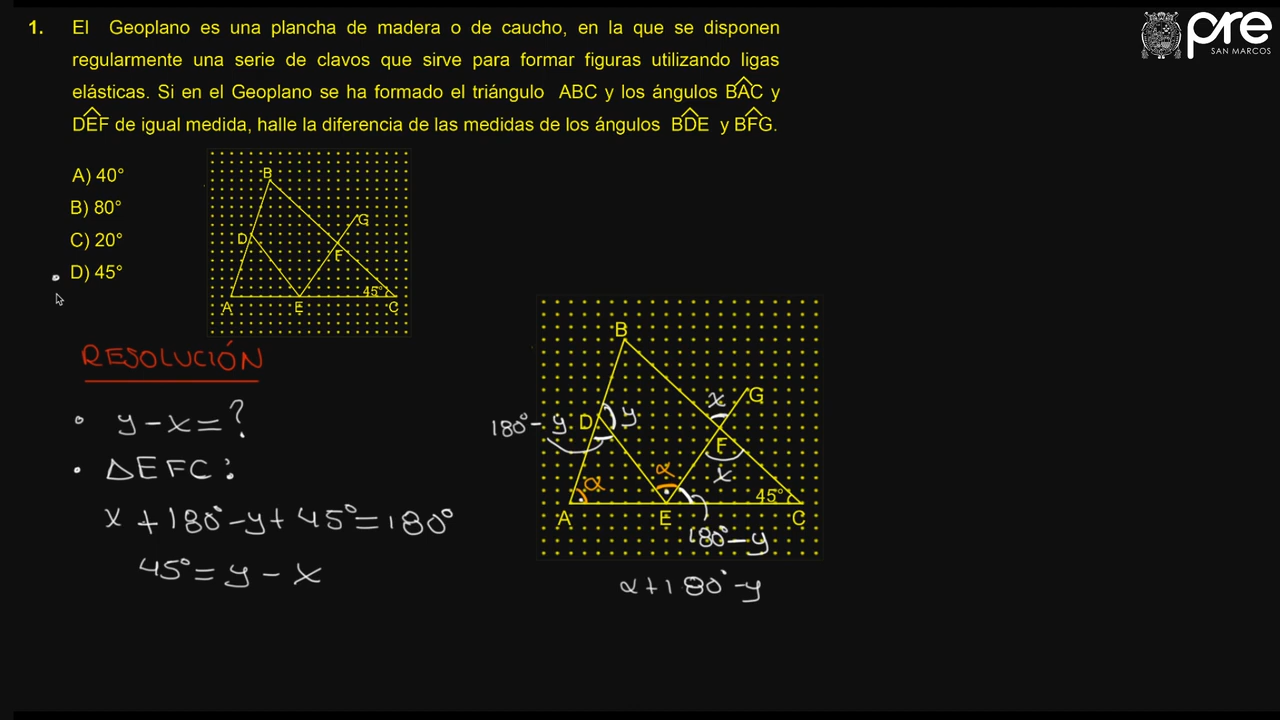 1. El Geoplano es una plancha de madera o de caucho, en la que se disponen
regularmente una serie de clavos que sirve para formar figuras utilizando ligas
elásticas. Si en el Geoplano se ha formado el triángulo ABC y los ángulos BAC y
DEF de igual medida, halle la diferencia de las medidas de los ángulos BDE y BFG.
pre
SAN MARCOS
A) 40°
B) 80°
C) 20°
D) 45°
B
G
D
F
45°
A
E
C
RESOLUCIÓN
• y - x = ?
• △EFC:
x + 180° - y + 45° = 180°
45° = y - x
B
x
G
180° - y
D
y
F
α
α
x
45°
A
E
C
180° - y
α + 180° - y